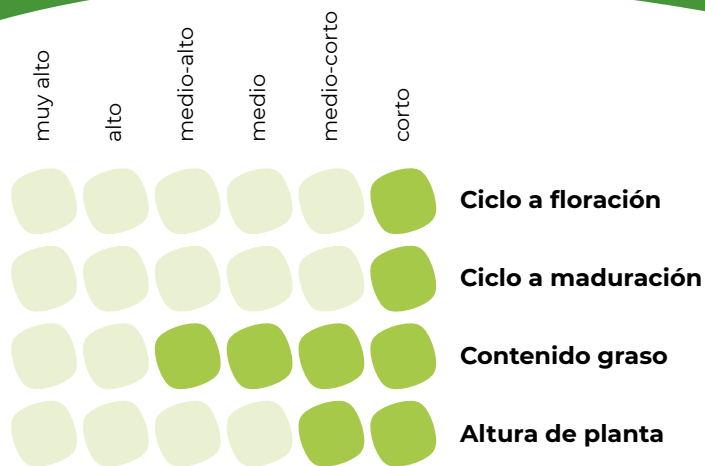 muy alto
alto
medio-alto
medio
medio-corto
corto
Ciclo a floración
Ciclo a maduración
Contenido graso
Altura de planta